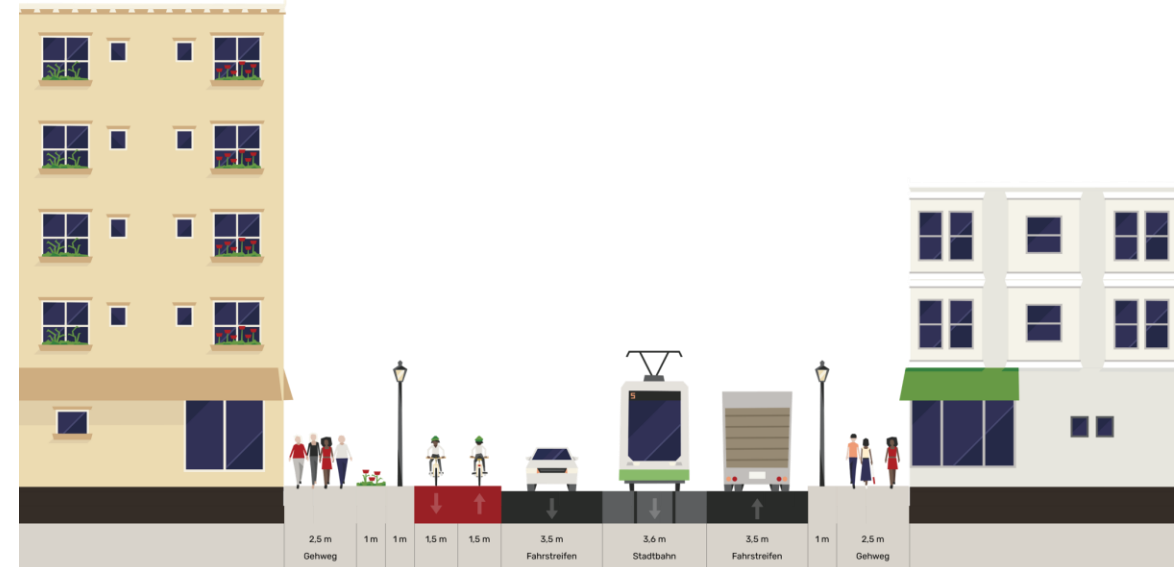 5
2,5 m
Gehweg
1 m
1 m
1,5 m
1,5 m
3,5 m
Fahrstreifen
3,6 m
Stadtbahn
3,5 m
Fahrstreifen
1 m
2,5 m
Gehweg